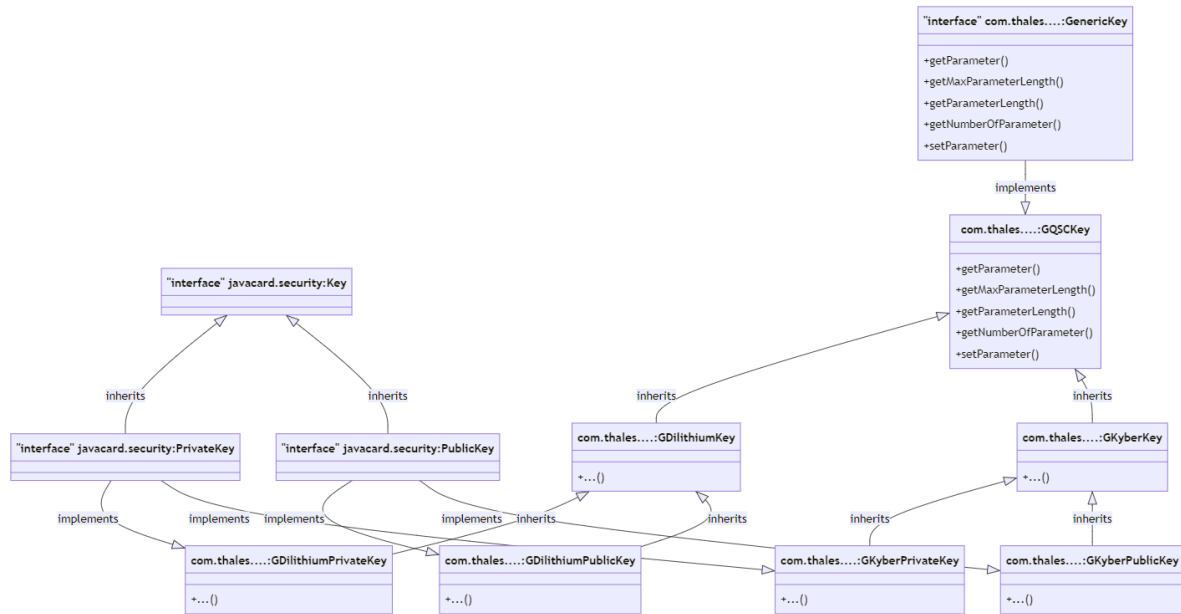 "interface" com.thales....:GenericKey
+getParameter()
+getMaxParameterLength()
+getParameterLength()
+getNumberOfParameter()
+setParameter()
implements
com.thales....:GQSCKey
+getParameter()
+getMaxParameterLength()
+getParameterLength()
+getNumberOfParameter()
+setParameter()
"interface" javacard.security:Key
inherits
inherits
inherits
inherits
"interface" javacard.security:PrivateKey
"interface" javacard.security:PublicKey
com.thales....:GDilithiumKey
+...()
com.thales....:GKyberKey
+...()
implements
implements
implements
implements
inherits
inherits
inherits
inherits
com.thales....:GDilithiumPrivateKey
+...()
com.thales....:GDilithiumPublicKey
+...()
com.thales....:GKyberPrivateKey
+...()
com.thales....:GKyberPublicKey
+...()